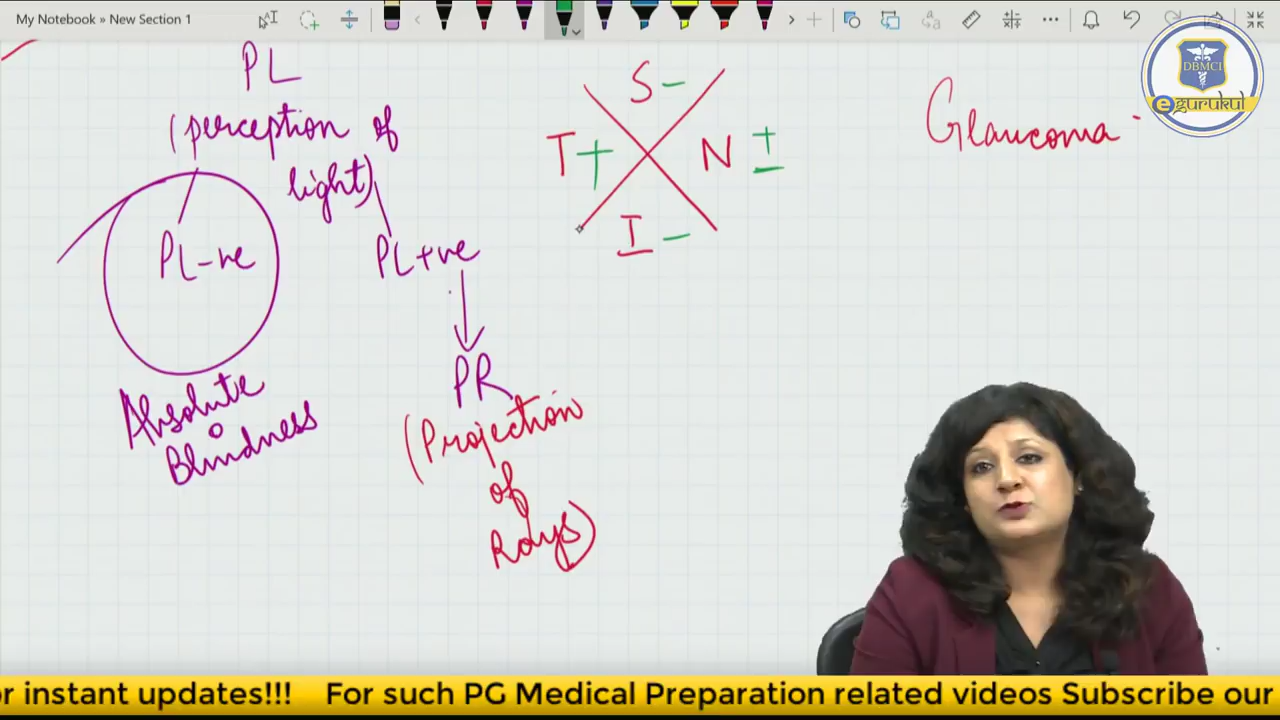 My Notebook » New Section 1
DBMCI
egurukul
PL
(perception of
light)
PL-ve
PL+ve
Absolute
Blindness
PR
(Projection
of
Rays)
S -
T +
N ±
I -
Glaucoma -
or instant updates!!! For such PG Medical Preparation related videos Subscribe our